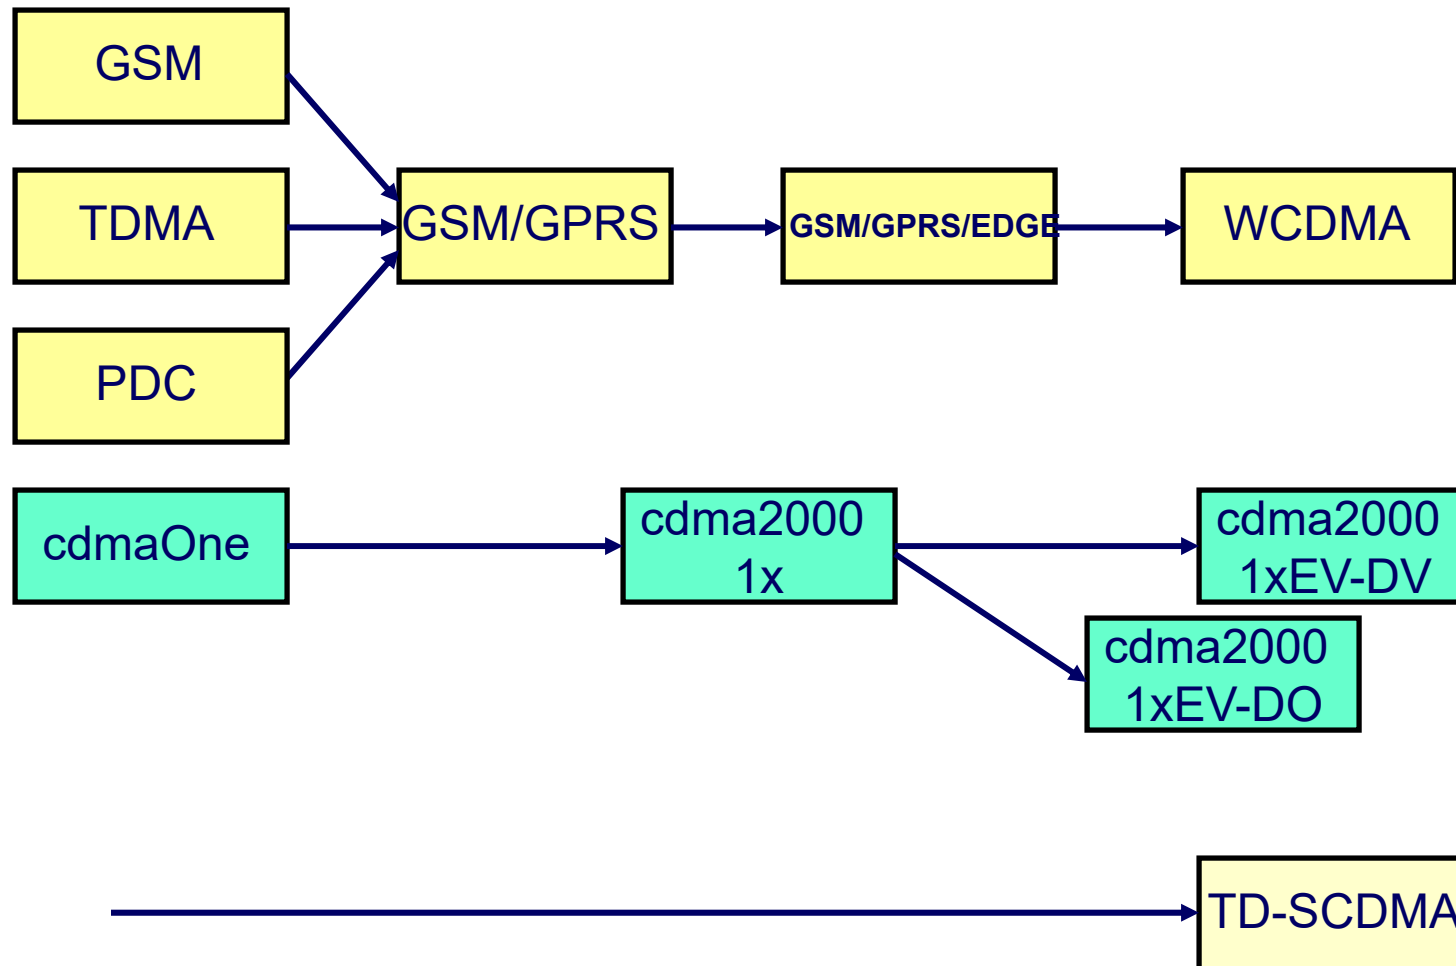 GSM
TDMA
GSM/GPRS
GSM/GPRS/EDGE
WCDMA
PDC
cdmaOne
cdma2000
1x
cdma2000
1xEV-DV
cdma2000
1xEV-DO
TD-SCDMA